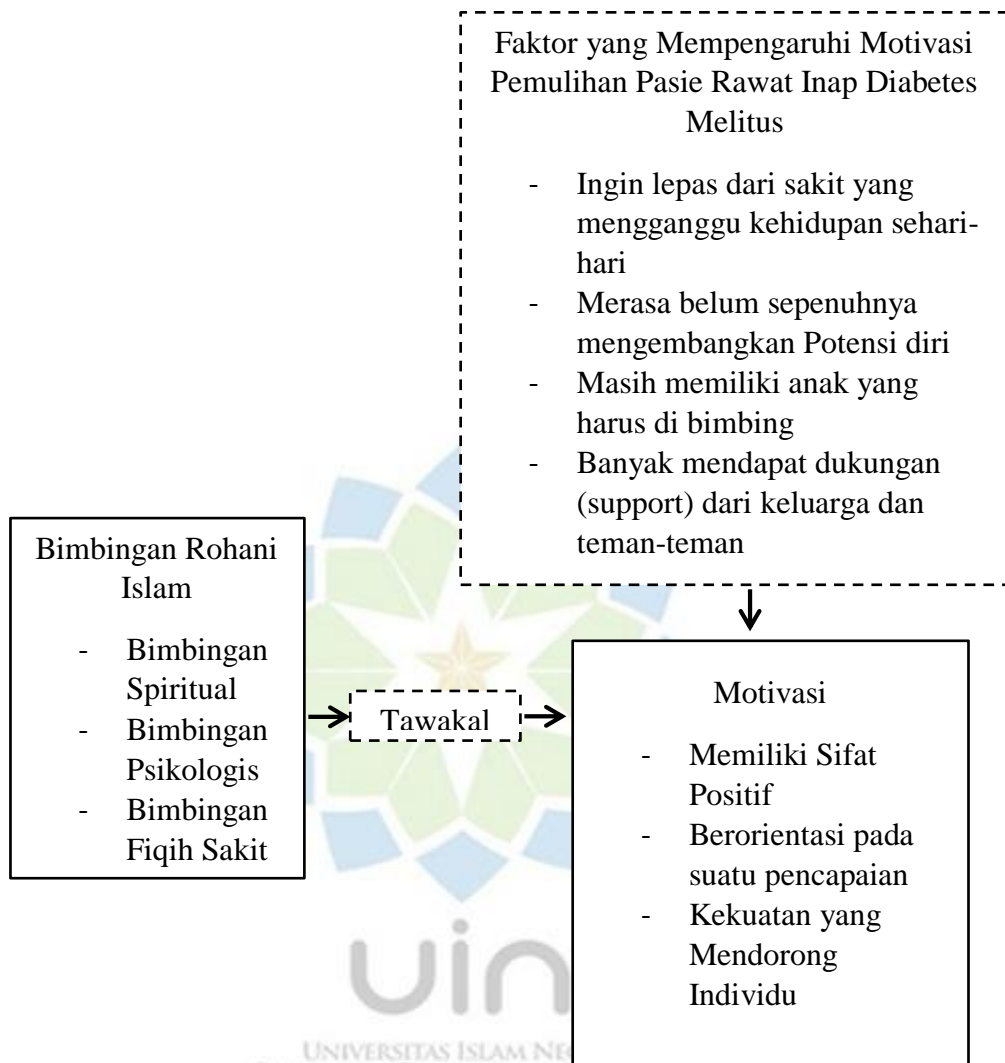 Faktor yang Mempengaruhi Motivasi
Pemulihan Pasie Rawat Inap Diabetes
Melitus
- Ingin lepas dari sakit yang
mengganggu kehidupan sehari-
hari
- Merasa belum sepenuhnya
mengembangkan Potensi diri
- Masih memiliki anak yang
harus di bimbing
- Banyak mendapat dukungan
(support) dari keluarga dan
teman-teman
Bimbingan Rohani
Islam
- Bimbingan
Spiritual
- Bimbingan
Psikologis
- Bimbingan
Fiqih Sakit
Tawakal
Motivasi
- Memiliki Sifat
Positif
- Berorientasi pada
suatu pencapaian
- Kekuatan yang
Mendorong
Individu
uin
UNIVERSITAS ISLAM